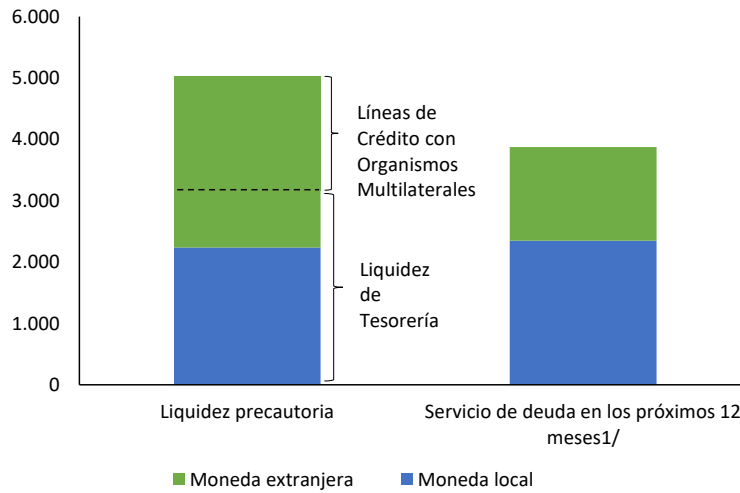 6.000
5.000
4.000
3.000
2.000
1.000
0
Líneas de
Crédito con
Organismos
Multilaterales
Liquidez
de
Tesorería
Liquidez precautoria
Servicio de deuda en los próximos 12
meses1/
Moneda extranjera
Moneda local